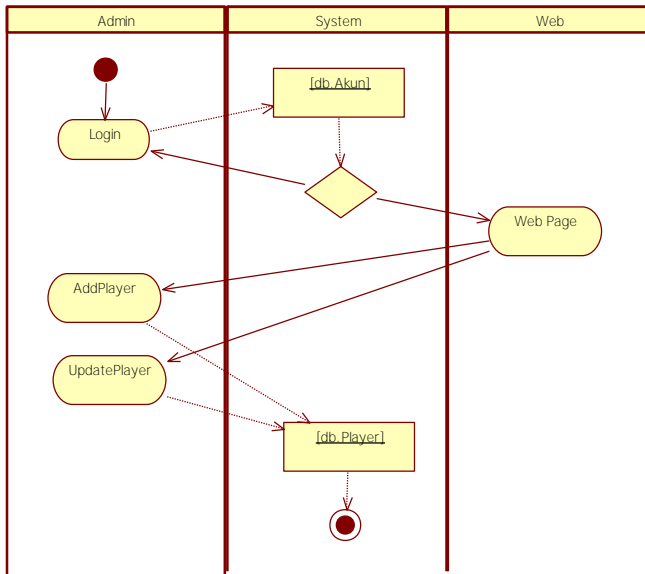 Admin
System
Web
[db.Akun]
Login
Web Page
AddPlayer
UpdatePlayer
[db.Player]